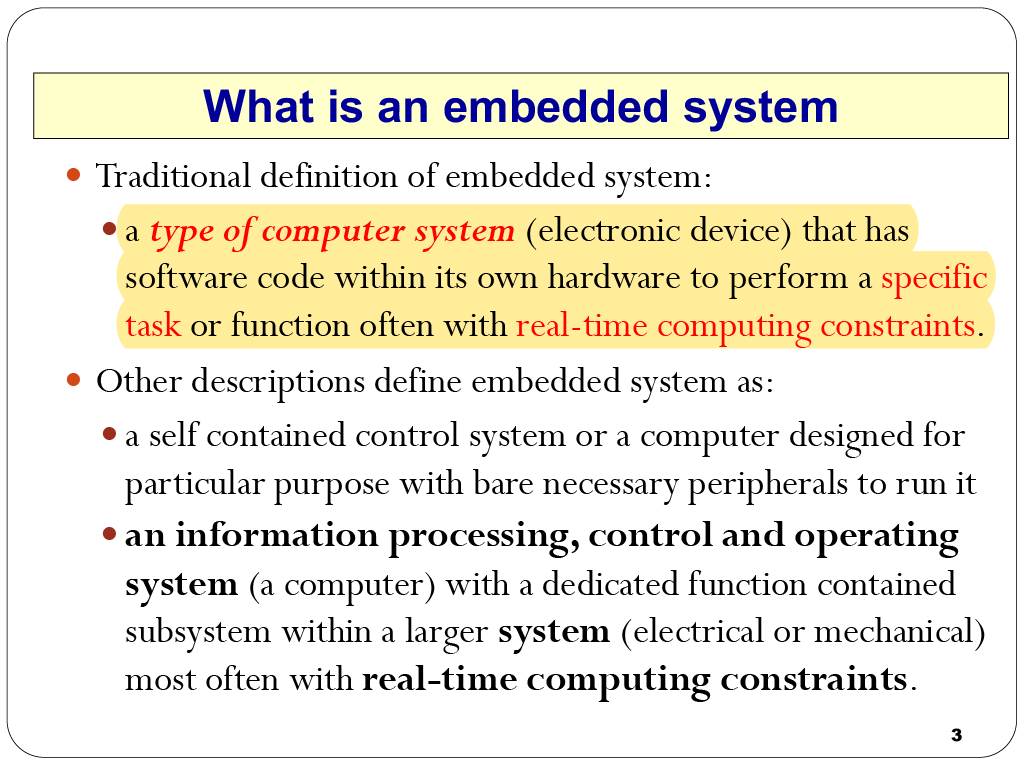 What is an embedded system
• Traditional definition of embedded system:
• a type of computer system (electronic device) that has
software code within its own hardware to perform a specific
task or function often with real-time computing constraints.
• Other descriptions define embedded system as:
• a self contained control system or a computer designed for
particular purpose with bare necessary peripherals to run it
• an information processing, control and operating
system (a computer) with a dedicated function contained
subsystem within a larger system (electrical or mechanical)
most often with real-time computing constraints.
3